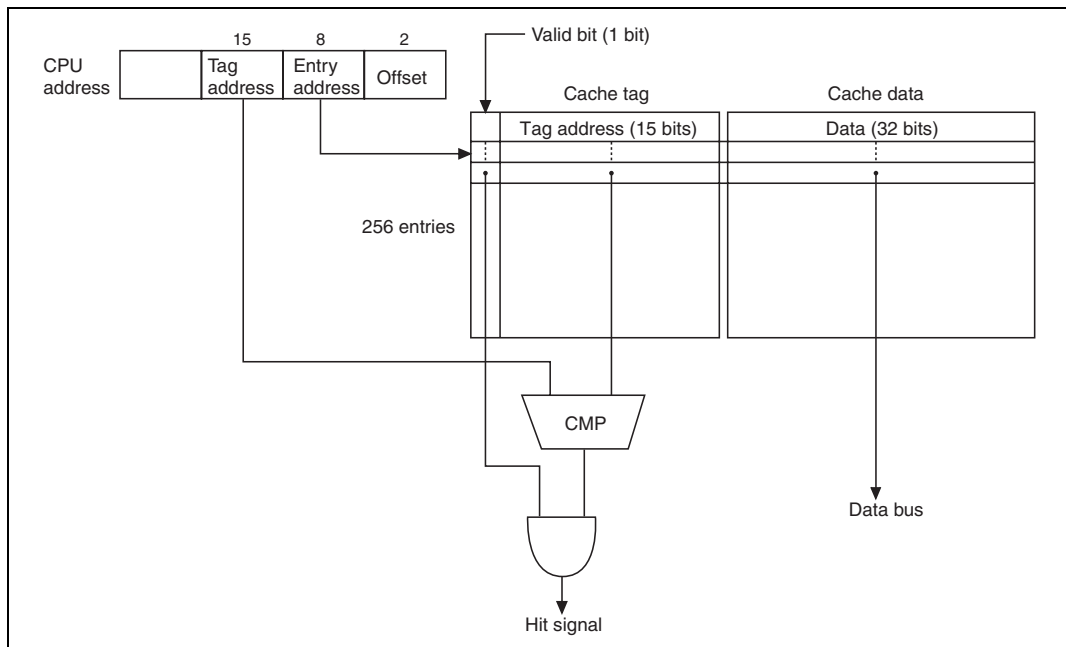 15 8 2
Valid bit (1 bit)
CPU
address
Tag
address
Entry
address
Offset
Cache tag
Cache data
Tag address (15 bits)
Data (32 bits)
256 entries
CMP
Data bus
Hit signal